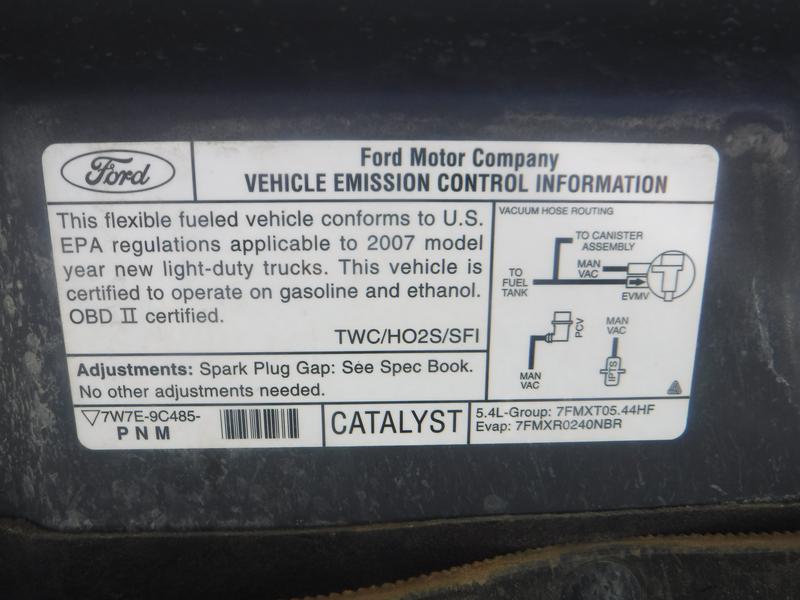 Ford
Ford Motor Company
VEHICLE EMISSION CONTROL INFORMATION
This flexible fueled vehicle conforms to U.S.
EPA regulations applicable to 2007 model
year new light-duty trucks. This vehicle is
certified to operate on gasoline and ethanol.
OBD II certified.
TWC/HO2S/SFI
VACUUM HOSE ROUTING
TO CANISTER
ASSEMBLY
MAN
VAC
TO
FUEL
TANK
EVMV
PCV
MAN
VAC
MAN
VAC
IPTS
Adjustments: Spark Plug Gap: See Spec Book.
No other adjustments needed.
7W7E-9C485-
PNM
CATALYST
5.4L-Group: 7FMXT05.44HF
Evap: 7FMXR0240NBR